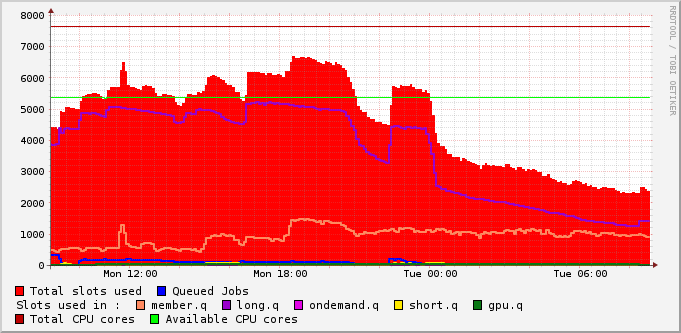 8000
7000
6000
5000
4000
3000
2000
1000
0
Mon 12:00 Mon 18:00 Tue 00:00 Tue 06:00
RRDTOOL / TOBI OETIKER
Total slots used Queued Jobs
Slots used in : member.q long.q ondemand.q short.q gpu.q
Total CPU cores Available CPU cores